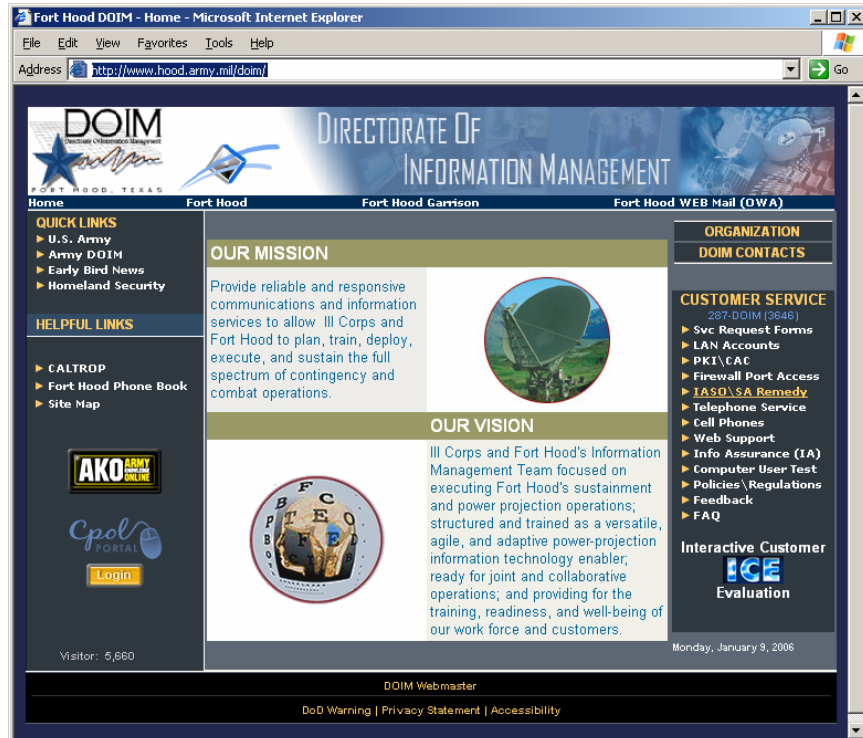 Fort Hood DOIM - Home - Microsoft Internet Explorer
File Edit View Favorites Tools Help
Address http://www.hood.army.mil/doim/ Go
DOIM
Directorate Of Information Management
FORT HOOD, TEXAS
DIRECTORATE OF
INFORMATION MANAGEMENT
Home Fort Hood Fort Hood Garrison Fort Hood WEB Mail (OWA)
QUICK LINKS
U.S. Army
Army DOIM
Early Bird News
Homeland Security
HELPFUL LINKS
CALTROP
Fort Hood Phone Book
Site Map
AKO ARMY KNOWLEDGE ONLINE
Cpol
PORTAL
Login
Visitor: 5,660
OUR MISSION
Provide reliable and responsive
communications and information
services to allow III Corps and
Fort Hood to plan, train, deploy,
execute, and sustain the full
spectrum of contingency and
combat operations.
OUR VISION
III Corps and Fort Hood's Information
Management Team focused on
executing Fort Hood's sustainment
and power projection operations;
structured and trained as a versatile,
agile, and adaptive power-projection
information technology enabler;
ready for joint and collaborative
operations; and providing for the
training, readiness, and well-being of
our work force and customers.
ORGANIZATION
DOIM CONTACTS
CUSTOMER SERVICE
287-DOIM (3646)
Svc Request Forms
LAN Accounts
PKI\CAC
Firewall Port Access
IASO\SA Remedy
Telephone Service
Cell Phones
Web Support
Info Assurance (IA)
Computer User Test
Policies\Regulations
Feedback
FAQ
Interactive Customer
ICE
Evaluation
Monday, January 9, 2006
DOIM Webmaster
DoD Warning | Privacy Statement | Accessibility